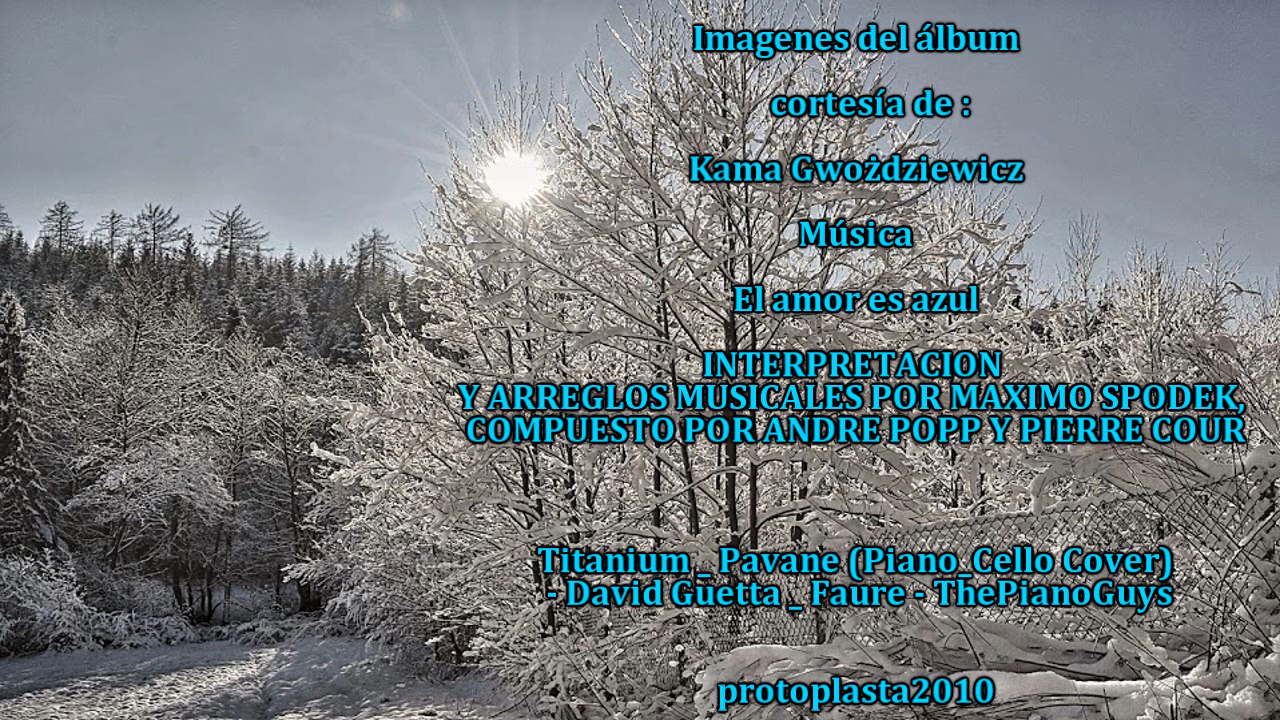 Imagenes del álbum
cortesía de :
Kama Gwożdziewicz
Música
El amor es azul
INTERPRETACION
Y ARREGLOS MUSICALES POR MAXIMO SPODEK,
COMPUESTO POR ANDRE POPP Y PIERRE COUR
Titanium _ Pavane (Piano_Cello Cover)
- David Guetta _ Faure - ThePianoGuys
protoplasta2010